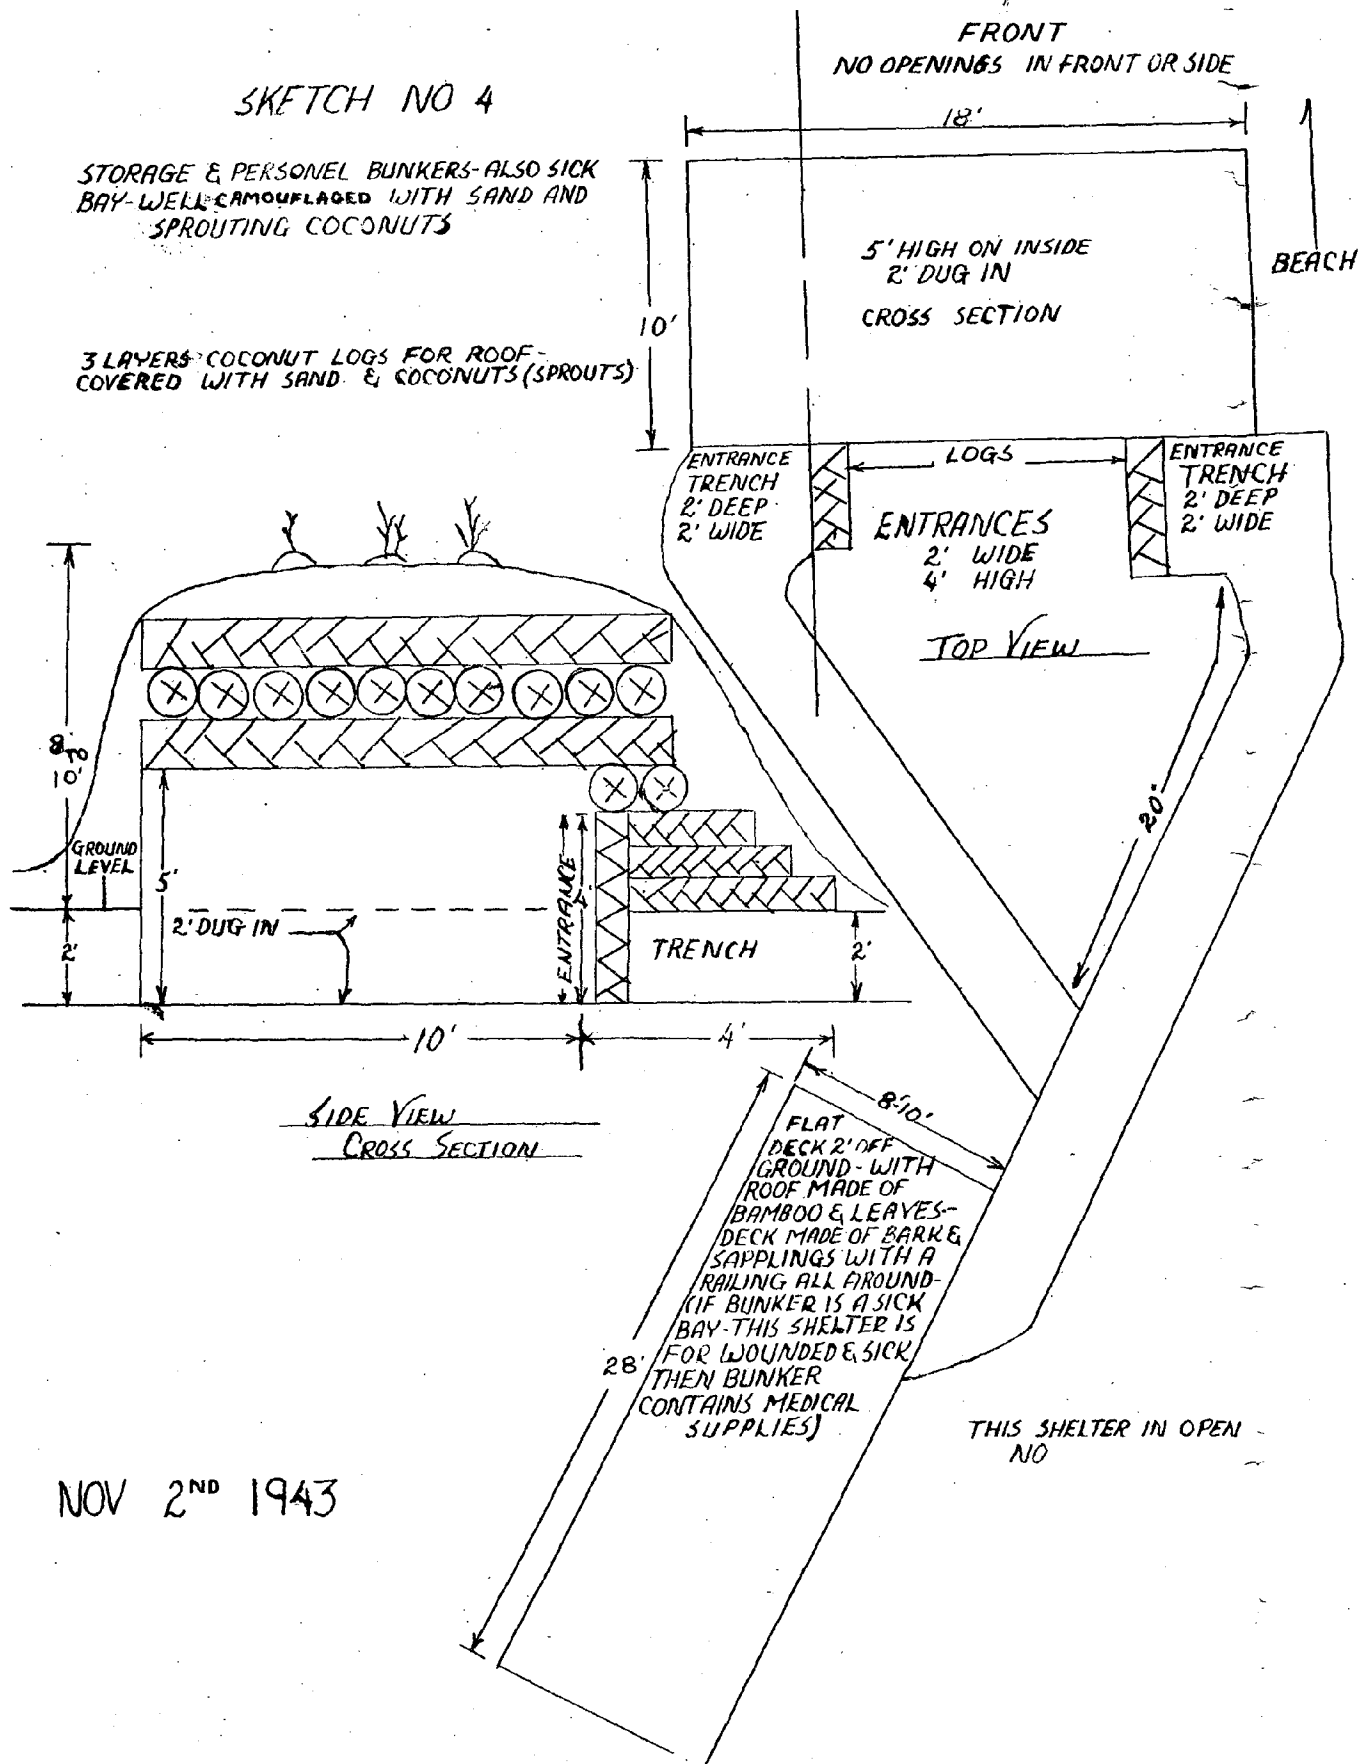 SKETCH NO 4
STORAGE & PERSONEL BUNKERS-ALSO SICK
BAY-WELL CAMOUFLAGED WITH SAND AND
SPROUTING COCONUTS
3 LAYERS COCONUT LOGS FOR ROOF-
COVERED WITH SAND & COCONUTS (SPROUTS)
FRONT
NO OPENINGS IN FRONT OR SIDE
18'
10'
5' HIGH ON INSIDE
2' DUG IN
CROSS SECTION
BEACH
ENTRANCE
TRENCH
2' DEEP
2' WIDE
LOGS
ENTRANCE
TRENCH
2' DEEP
2' WIDE
ENTRANCES
2' WIDE
4' HIGH
TOP VIEW
20"
8' TO
10'
GROUND
LEVEL
5'
2'
2' DUG IN
ENTRANCE
4'
TRENCH
2'
10'
4'
SIDE VIEW
CROSS SECTION
8-10'
28'
FLAT
DECK 2' OFF
GROUND-WITH
ROOF MADE OF
BAMBOO & LEAVES-
DECK MADE OF BARK &
SAPPLINGS WITH A
RAILING ALL AROUND-
(IF BUNKER IS A SICK
BAY-THIS SHELTER IS
FOR WOUNDED & SICK
THEN BUNKER
CONTAINS MEDICAL
SUPPLIES)
THIS SHELTER IN OPEN
NO
NOV 2ND 1943